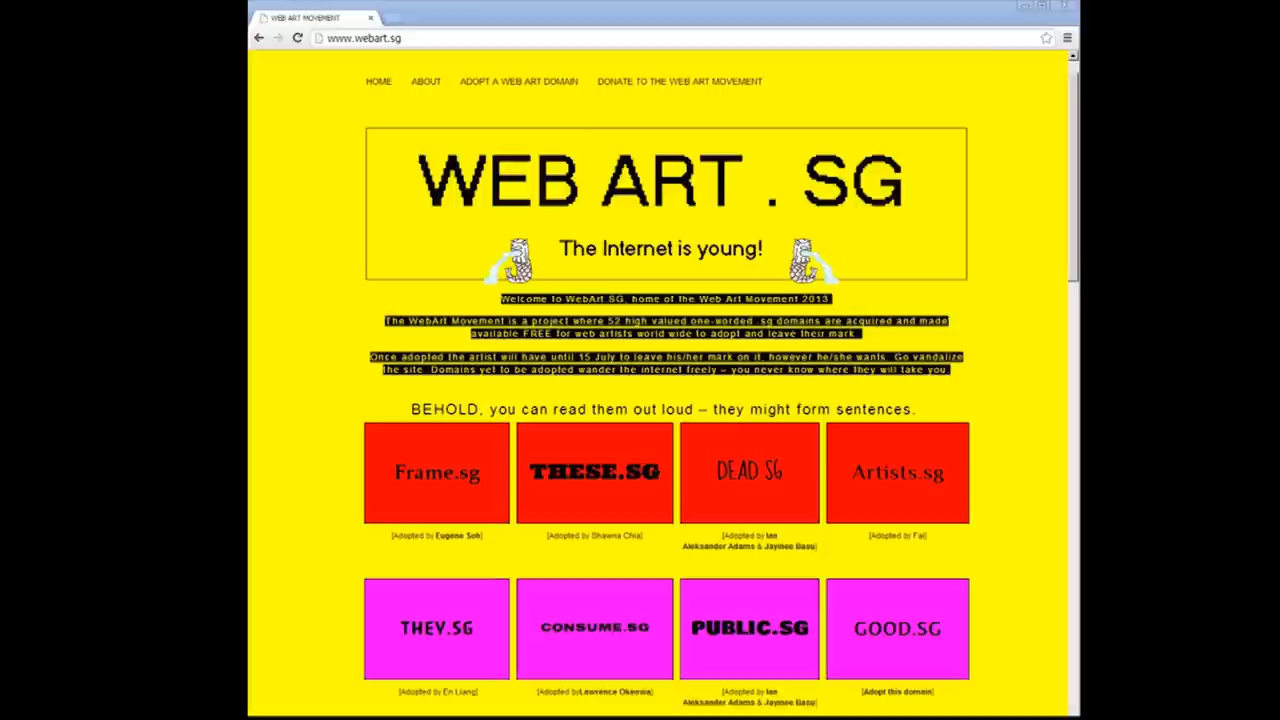 WEB ART MOVEMENT
www.webart.sg
HOME ABOUT ADOPT A WEB ART DOMAIN DONATE TO THE WEB ART MOVEMENT
WEB ART . SG
The Internet is young!
Welcome to WebArt SG, home of the Web Art Movement 2013.
The WebArt Movement is a project where 52 high valued one-worded .sg domains are acquired and made
available FREE for web artists world wide to adopt and leave their mark.
Once adopted the artist will have until 15 July to leave his/her mark on it, however he/she wants. Go vandalize
the site. Domains yet to be adopted wander the internet freely – you never know where they will take you.
BEHOLD, you can read them out loud – they might form sentences.
Frame.sg THESE.SG DEAD SG Artists.sg
[Adopted by Eugene Soh] [Adopted by Shawna Chia] [Adopted by Ian [Adopted by Fai]
Aleksander Adams & Jayinee Basu]
THEY.SG CONSUME.SG PUBLIC.SG GOOD.SG
[Adopted by En Liang] [Adopted by Lawrence Okeowa] [Adopted by Ian [Adopt this domain]
Aleksander Adams & Jayinee Basu]